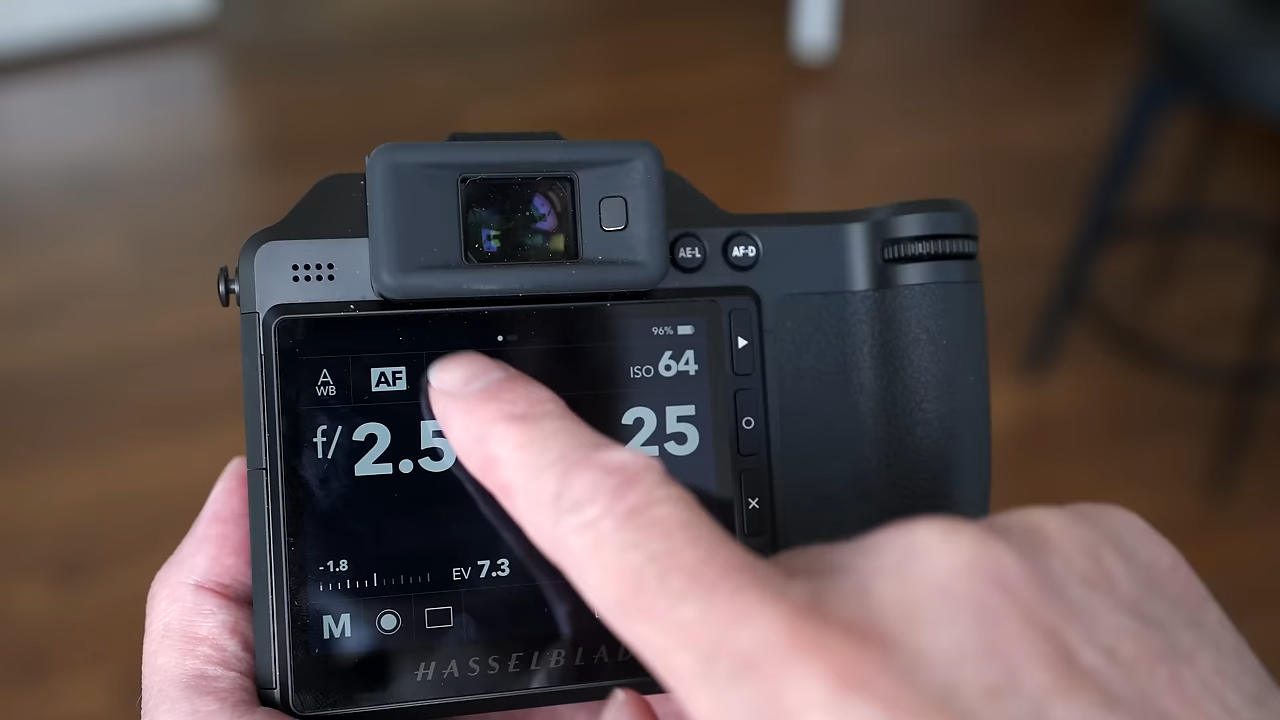 AE-L AF-D
96%
A
WB
AF
ISO 64
f/2.5
25
-1.8
EV 7.3
M
HASSELBLAD